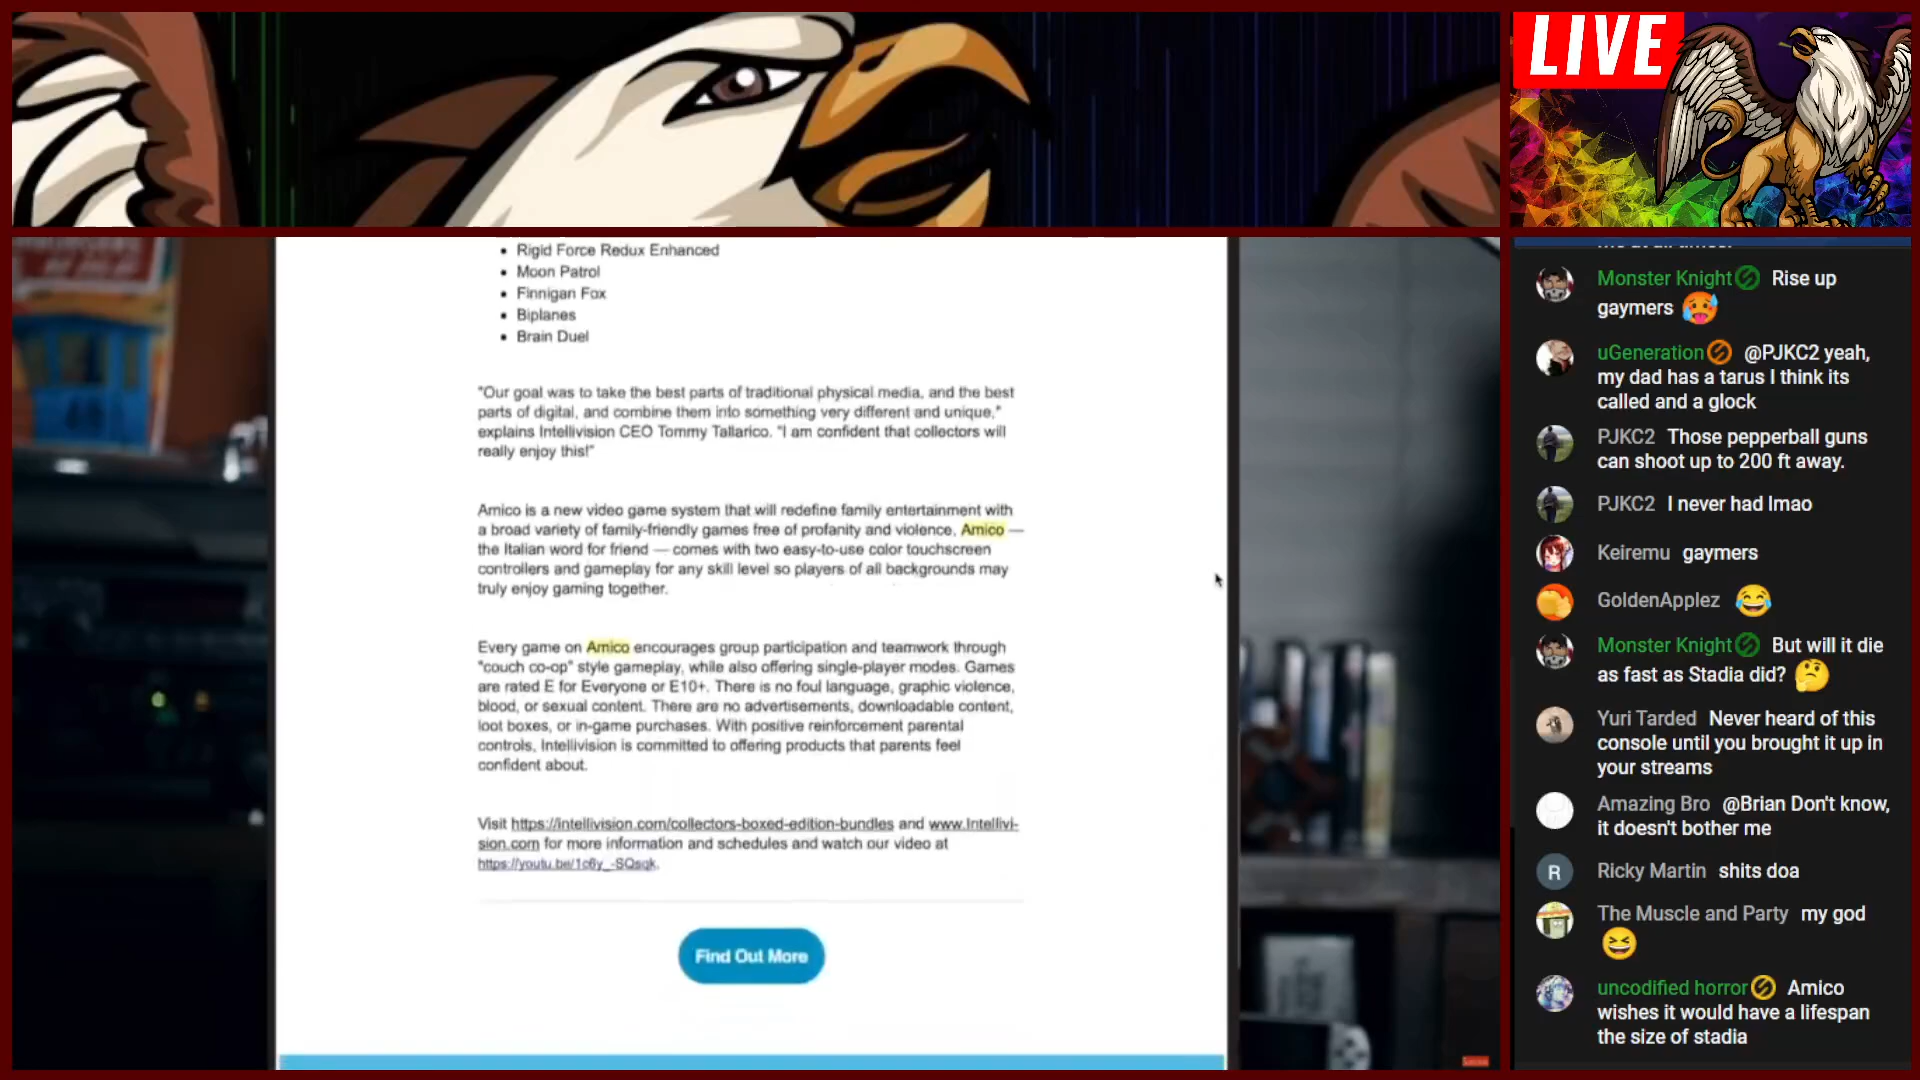 LIVE
Rigid Force Redux Enhanced
Moon Patrol
Finnigan Fox
Biplanes
Brain Duel
"Our goal was to take the best parts of traditional physical media, and the best
parts of digital, and combine them into something very different and unique,"
explains Intellivision CEO Tommy Tallarico. "I am confident that collectors will
really enjoy this!"
Amico is a new video game system that will redefine family entertainment with
a broad variety of family-friendly games free of profanity and violence, Amico —
the Italian word for friend — comes with two easy-to-use color touchscreen
controllers and gameplay for any skill level so players of all backgrounds may
truly enjoy gaming together.
Every game on Amico encourages group participation and teamwork through
"couch co-op" style gameplay, while also offering single-player modes. Games
are rated E for Everyone or E10+. There is no foul language, graphic violence,
blood, or sexual content. There are no advertisements, downloadable content,
loot boxes, or in-game purchases. With positive reinforcement parental
controls, Intellivision is committed to offering products that parents feel
confident about.
Visit https://intellivision.com/collectors-boxed-edition-bundles and www.Intellivi-
sion.com for more information and schedules and watch our video at
https://youtu.be/1c6y_-SQsqk.
Find Out More
Monster Knight Rise up
gaymers 🥵
uGeneration @PJKC2 yeah,
my dad has a tarus I think its
called and a glock
PJKC2 Those pepperball guns
can shoot up to 200 ft away.
PJKC2 I never had lmao
Keiremu gaymers
GoldenApplez 😂
Monster Knight But will it die
as fast as Stadia did? 🤔
Yuri Tarded Never heard of this
console until you brought it up in
your streams
Amazing Bro @Brian Don't know,
it doesn't bother me
R
Ricky Martin shits doa
The Muscle and Party my god
😆
uncodified horror Amico
wishes it would have a lifespan
the size of stadia